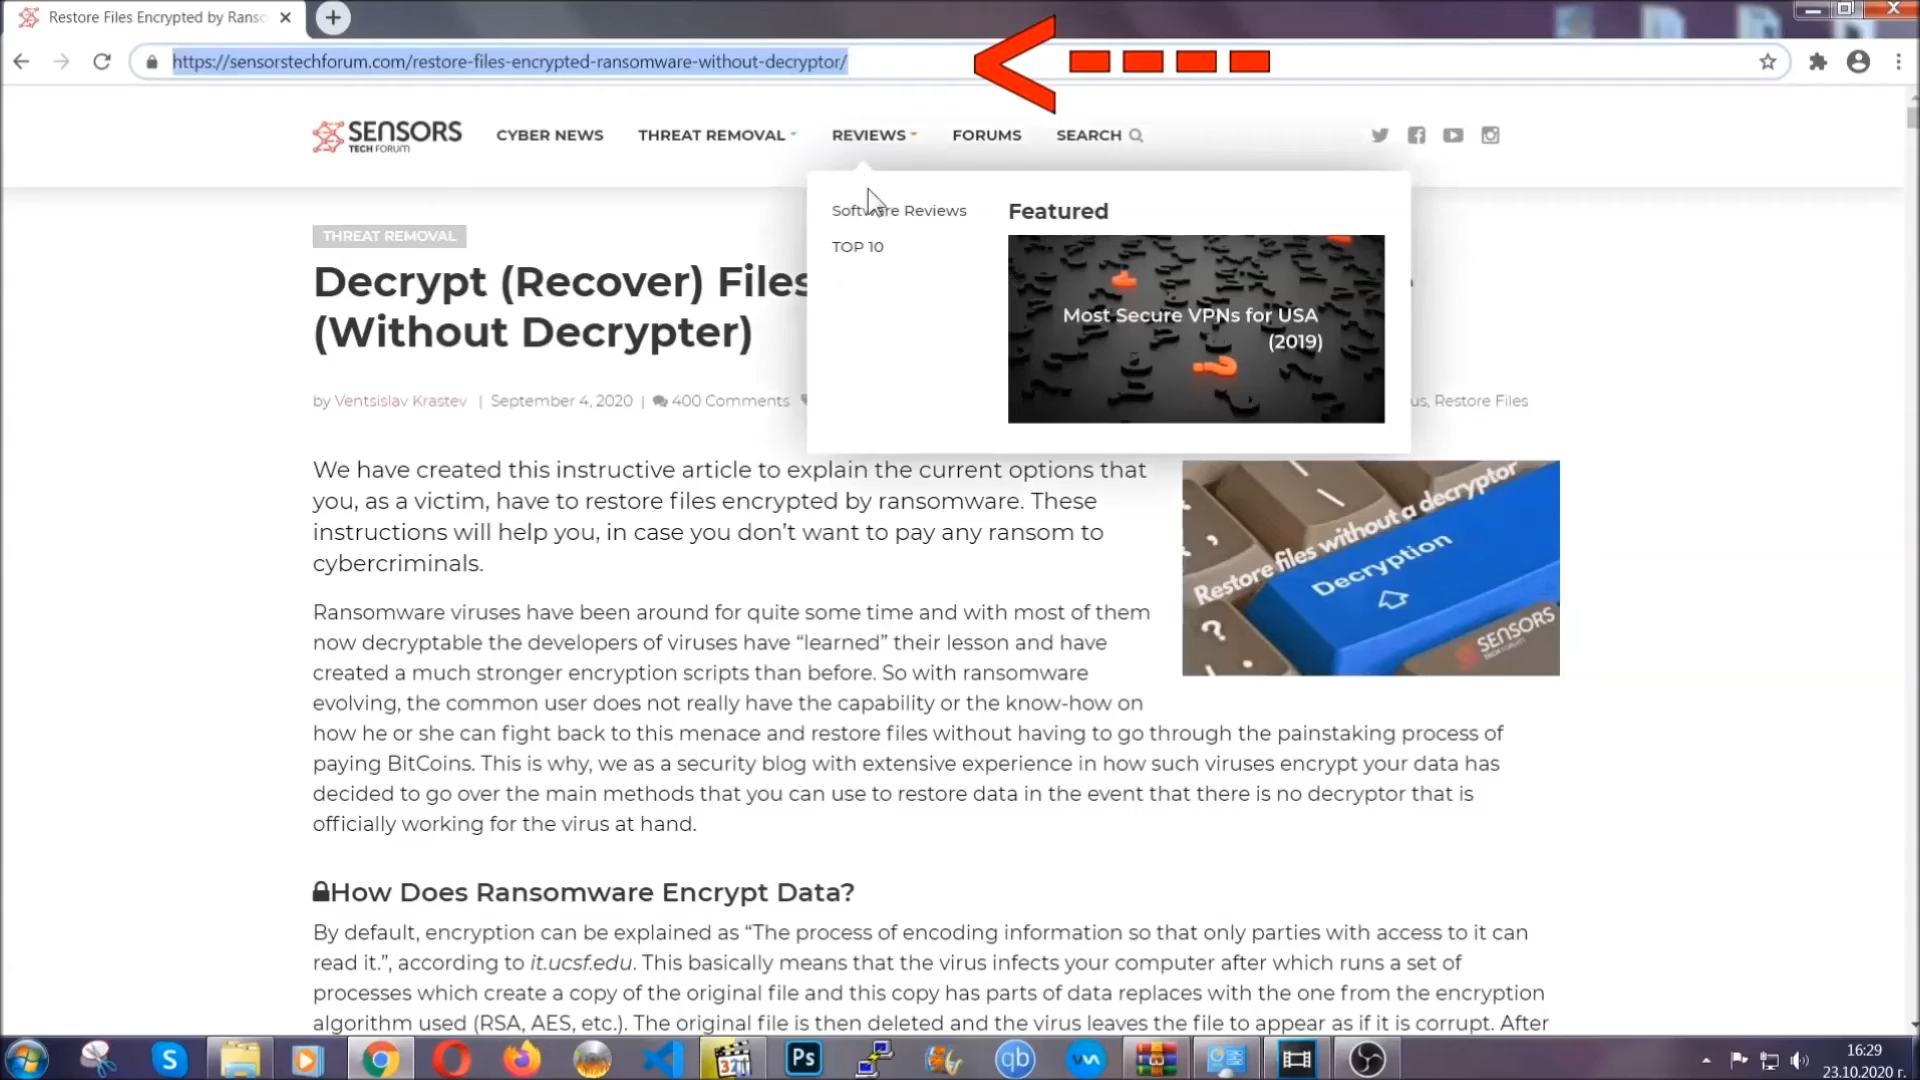 Restore Files Encrypted by Ranso
https://sensorstechforum.com/restore-files-encrypted-ransomware-without-decryptor/
SENSORS
TECH FORUM
CYBER NEWS
THREAT REMOVAL
REVIEWS
FORUMS
SEARCH
Software Reviews
TOP 10
Featured
Most Secure VPNs for USA
(2019)
THREAT REMOVAL
Decrypt (Recover) Files
(Without Decrypter)
by Ventsislav Krastev | September 4, 2020 | 400 Comments
us, Restore Files
We have created this instructive article to explain the current options that
you, as a victim, have to restore files encrypted by ransomware. These
instructions will help you, in case you don’t want to pay any ransom to
cybercriminals.
Restore files without a decryptor
Decryption
SENSORS
TECH FORUM
Ransomware viruses have been around for quite some time and with most of them
now decryptable the developers of viruses have “learned” their lesson and have
created a much stronger encryption scripts than before. So with ransomware
evolving, the common user does not really have the capability or the know-how on
how he or she can fight back to this menace and restore files without having to go through the painstaking process of
paying BitCoins. This is why, we as a security blog with extensive experience in how such viruses encrypt your data has
decided to go over the main methods that you can use to restore data in the event that there is no decryptor that is
officially working for the virus at hand.
How Does Ransomware Encrypt Data?
By default, encryption can be explained as “The process of encoding information so that only parties with access to it can
read it.”, according to it.ucsf.edu. This basically means that the virus infects your computer after which runs a set of
processes which create a copy of the original file and this copy has parts of data replaces with the one from the encryption
algorithm used (RSA, AES, etc.). The original file is then deleted and the virus leaves the file to appear as if it is corrupt. After
S
321
Ps
qb
16:29
23.10.2020 г.